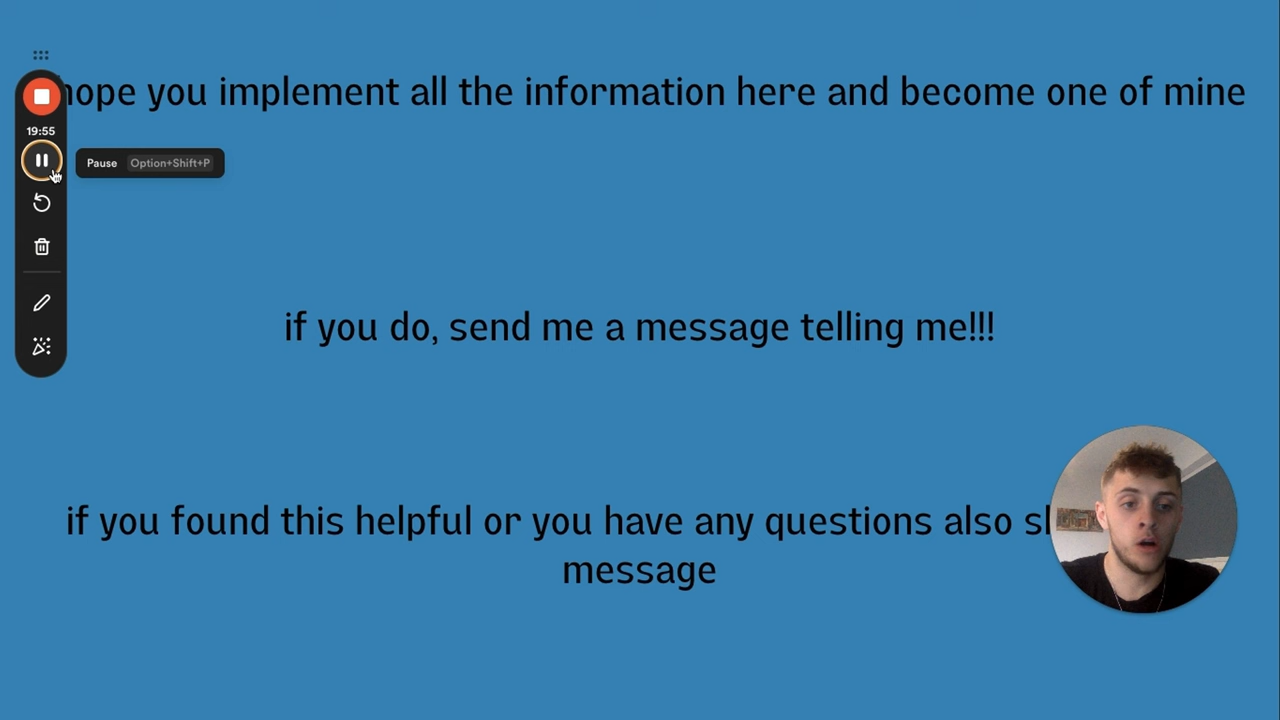 hope you implement all the information here and become one of mine
19:55
Pause Option+Shift+P
if you do, send me a message telling me!!!
if you found this helpful or you have any questions also
message